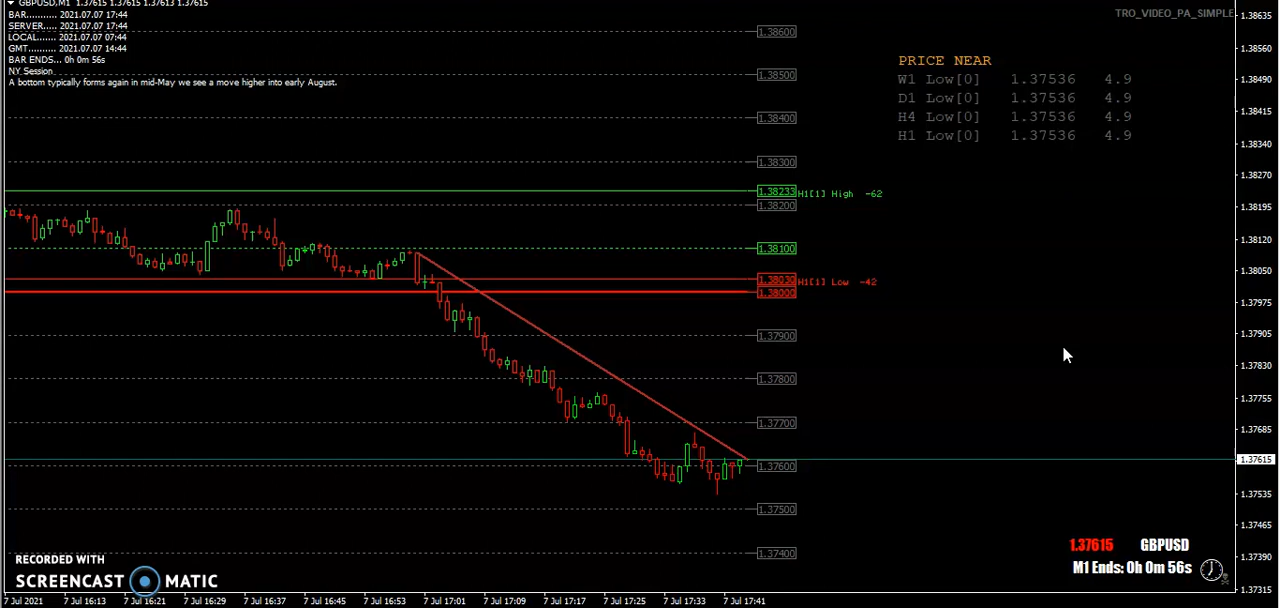 GBPUSD,M1 1.37615 1.37615 1.37613 1.37615
BAR........... 2021.07.07 17:44
SERVER..... 2021.07.07 17:44
LOCAL....... 2021.07.07 07:44
GMT.......... 2021.07.07 14:44
BAR ENDS... 0h 0m 56s
NY Session
A bottom typically forms again in mid-May we see a move higher into early August.
TRO_VIDEO_PA_SIMPLE
PRICE NEAR
W1 Low[0] 1.37536 4.9
D1 Low[0] 1.37536 4.9
H4 Low[0] 1.37536 4.9
H1 Low[0] 1.37536 4.9
1.38600
1.38500
1.38400
1.38300
1.38233 H1[1] High -62
1.38200
1.38100
1.38030 H1[1] Low -42
1.38000
1.37900
1.37800
1.37700
1.37600
1.37500
1.37400
1.38635
1.38560
1.38490
1.38415
1.38340
1.38270
1.38195
1.38120
1.38050
1.37975
1.37905
1.37830
1.37755
1.37685
1.37615
1.37535
1.37465
1.37390
1.37315
1.37615 GBPUSD
M1 Ends: 0h 0m 56s
RECORDED WITH
SCREENCAST MATIC
7 Jul 2021 7 Jul 16:13 7 Jul 16:21 7 Jul 16:29 7 Jul 16:37 7 Jul 16:45 7 Jul 16:53 7 Jul 17:01 7 Jul 17:09 7 Jul 17:17 7 Jul 17:25 7 Jul 17:33 7 Jul 17:41